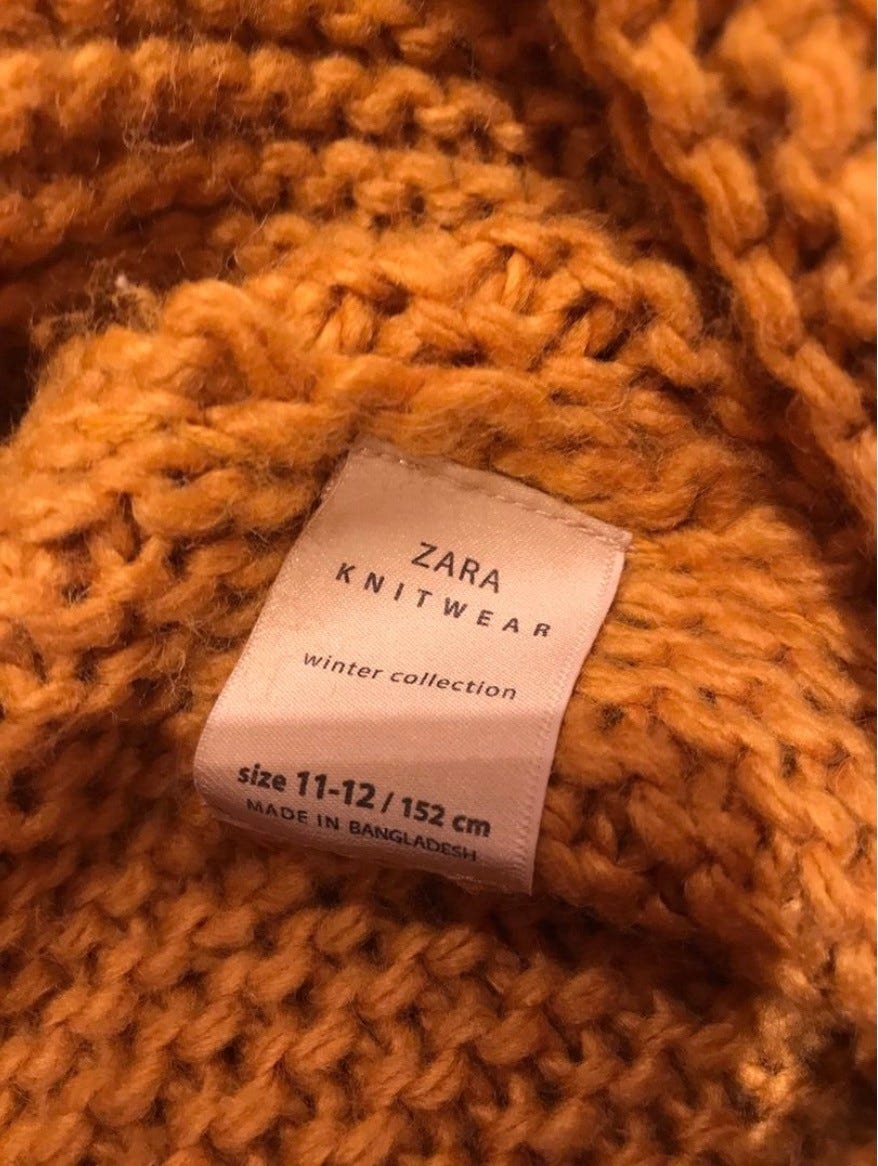 ZARA
KNITWEAR
winter collection
size 11-12 / 152 cm
MADE IN BANGLADESH